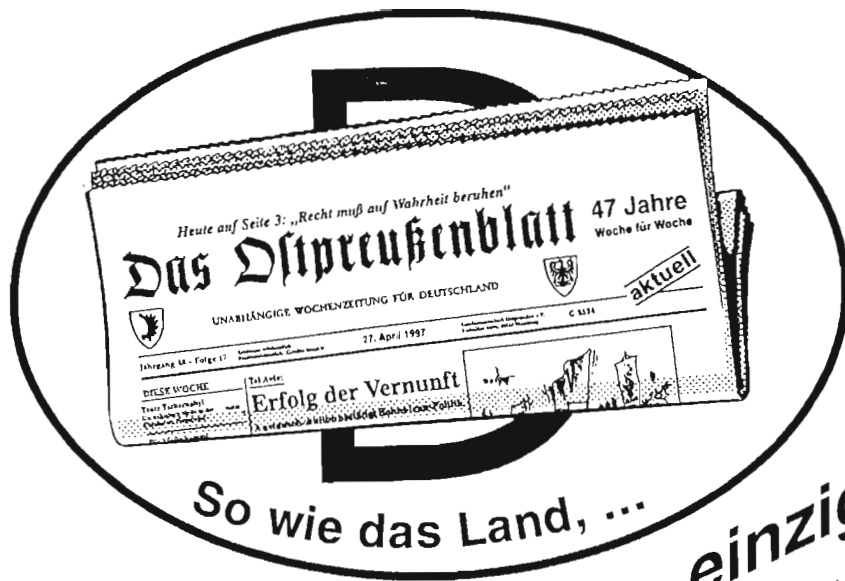 D
Heute auf Seite 3: „Recht muß auf Wahrheit beruhen“
Das Ostpreußenblatt
47 Jahre
Woche für Woche
UNABHÄNGIGE WOCHENZEITUNG FÜR DEUTSCHLAND
aktuell
27. April 1997
DIESE WOCHE
Erfolg der Vernunft
So wie das Land, ...
einzig